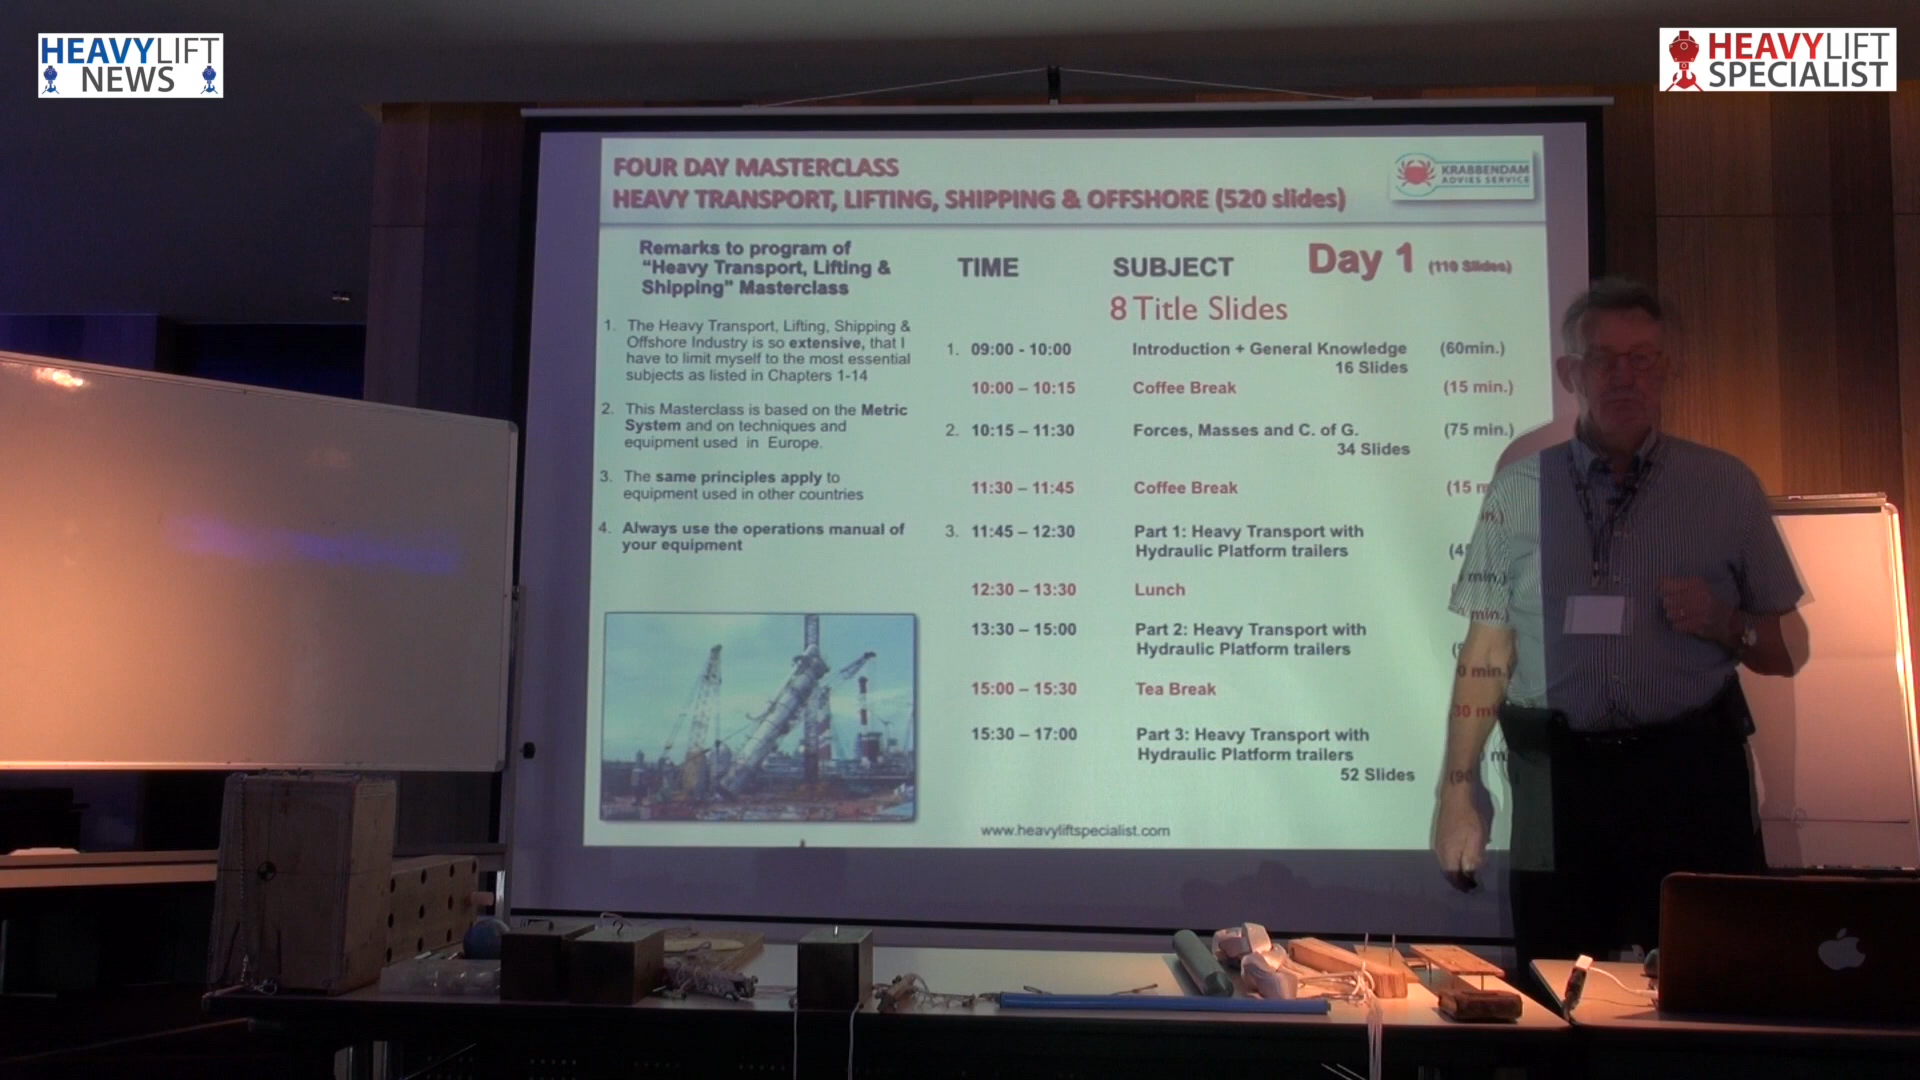 HEAVYLIFT
NEWS
HEAVYLIFT
SPECIALIST
FOUR DAY MASTERCLASS
HEAVY TRANSPORT, LIFTING, SHIPPING & OFFSHORE (520 slides)
KRABBENDAM
ADVIES SERVICE
Remarks to program of
"Heavy Transport, Lifting &
Shipping" Masterclass
1. The Heavy Transport, Lifting, Shipping &
Offshore Industry is so extensive, that I
have to limit myself to the most essential
subjects as listed in Chapters 1-14
2. This Masterclass is based on the Metric
System and on techniques and
equipment used in Europe.
3. The same principles apply to
equipment used in other countries
4. Always use the operations manual of
your equipment
TIME SUBJECT Day 1 (110 Slides)
8 Title Slides
1. 09:00 - 10:00 Introduction + General Knowledge (60min.)
16 Slides
10:00 – 10:15 Coffee Break (15 min.)
2. 10:15 – 11:30 Forces, Masses and C. of G. (75 min.)
34 Slides
11:30 – 11:45 Coffee Break (15
3. 11:45 – 12:30 Part 1: Heavy Transport with
Hydraulic Platform trailers
12:30 – 13:30 Lunch
13:30 – 15:00 Part 2: Heavy Transport with
Hydraulic Platform trailers
15:00 – 15:30 Tea Break
15:30 – 17:00 Part 3: Heavy Transport with
Hydraulic Platform trailers
52 Slides
www.heavyliftspecialist.com